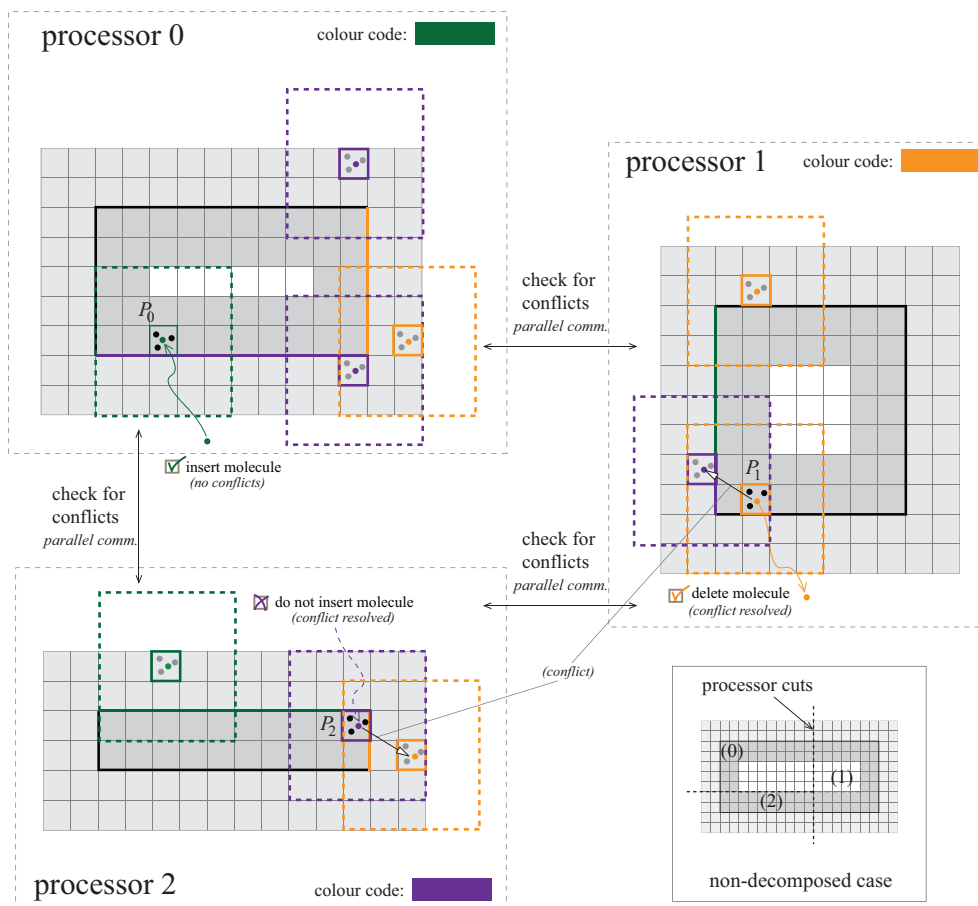 processor 0
colour code:
P0
insert molecule
(no conflicts)
check for
conflicts
parallel comm.
processor 1
colour code:
P1
delete molecule
(conflict resolved)
check for
conflicts
parallel comm.
check for
conflicts
parallel comm.
do not insert molecule
(conflict resolved)
(conflict)
P2
processor 2
colour code:
processor cuts
(0)
(1)
(2)
non-decomposed case